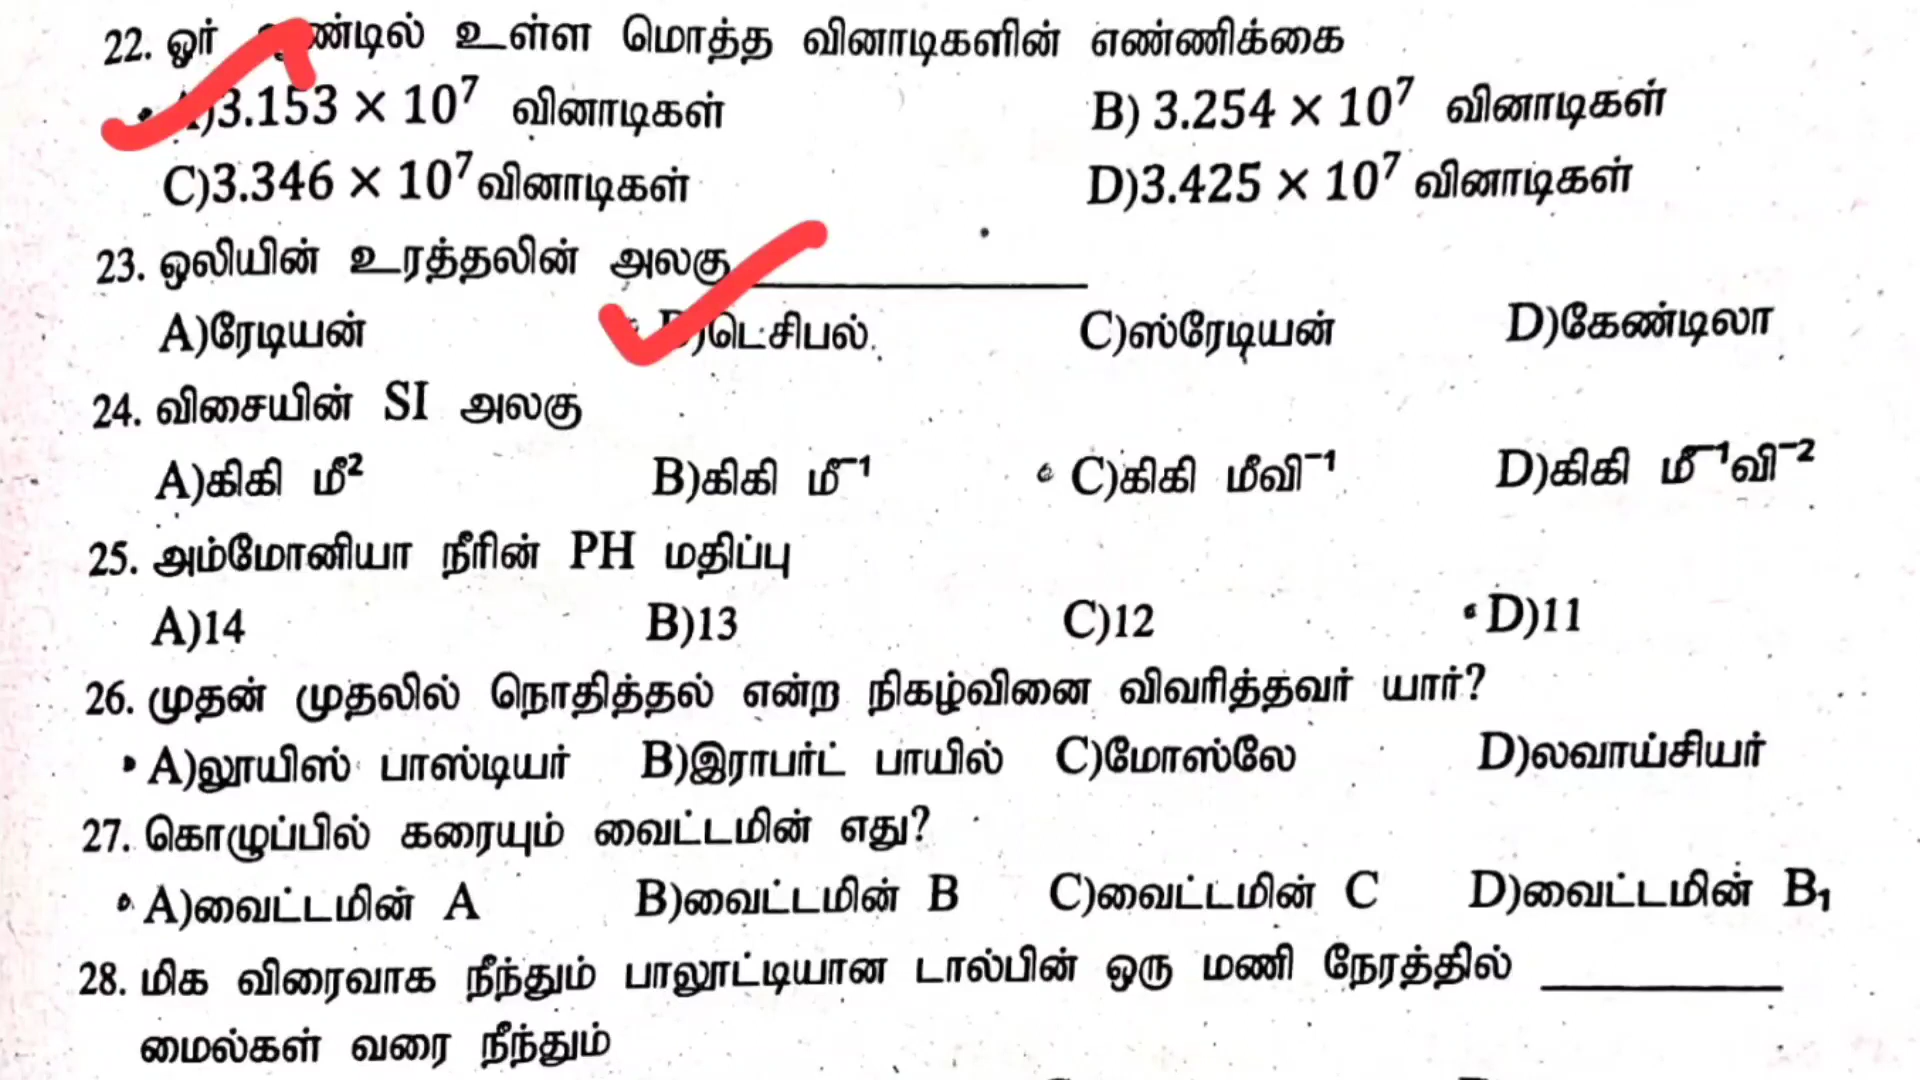 22. ஓர் ஆண்டில் உள்ள மொத்த வினாடிகளின் எண்ணிக்கை
A)3.153 × 10⁷ வினாடிகள் B) 3.254 × 10⁷ வினாடிகள்
C)3.346 × 10⁷ வினாடிகள் D)3.425 × 10⁷ வினாடிகள்
23. ஒலியின் உரத்தலின் அலகு____________
A)ரேடியன் B)டெசிபல் C)ஸ்ரேடியன் D)கேண்டிலா
24. விசையின் SI அலகு
A)கிகி மீ² B)கிகி மீ⁻¹ C)கிகி மீவி⁻¹ D)கிகி மீ⁻¹வி⁻²
25. அம்மோனியா நீரின் PH மதிப்பு
A)14 B)13 C)12 D)11
26. முதன் முதலில் நொதித்தல் என்ற நிகழ்வினை விவரித்தவர் யார்?
A)லூயிஸ் பாஸ்டியர் B)இராபர்ட் பாயில் C)மோஸ்லே D)லவாய்சியர்
27. கொழுப்பில் கரையும் வைட்டமின் எது?
A)வைட்டமின் A B)வைட்டமின் B C)வைட்டமின் C D)வைட்டமின் B₁
28. மிக விரைவாக நீந்தும் பாலூட்டியான டால்பின் ஒரு மணி நேரத்தில் ________
மைல்கள் வரை நீந்தும்